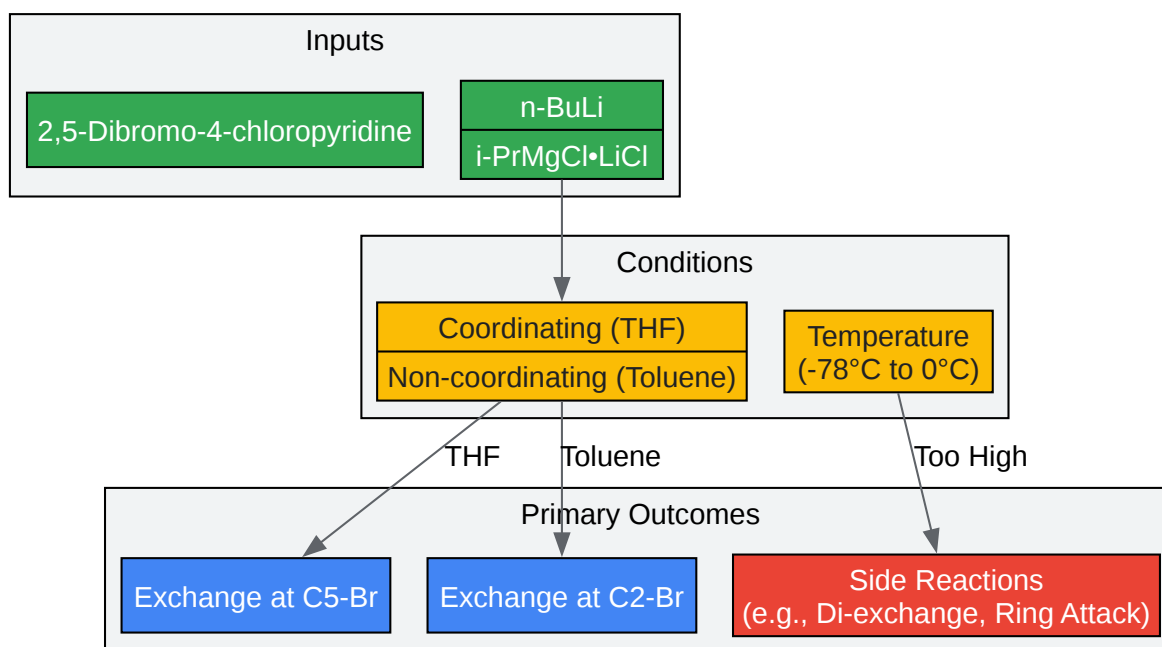 Inputs
2,5-Dibromo-4-chloropyridine
n-BuLi
i-PrMgCl•LiCl
Conditions
Coordinating (THF)
Non-coordinating (Toluene)
Temperature
(-78°C to 0°C)
THF
Toluene
Too High
Primary Outcomes
Exchange at C5-Br
Exchange at C2-Br
Side Reactions
(e.g., Di-exchange, Ring Attack)